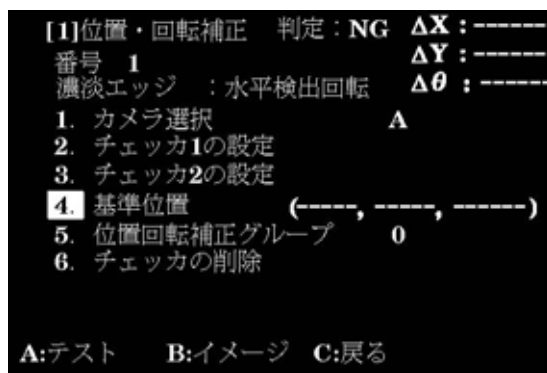 [1]位置・回転補正 判定：NG ΔX：------
番号 1 ΔY：------
濃淡エッジ ：水平検出回転 Δθ：------
1. カメラ選択 A
2. チェッカ1の設定
3. チェッカ2の設定
4. 基準位置 (-----, -----, ------)
5. 位置回転補正グループ 0
6. チェッカの削除
A:テスト B:イメージ C:戻る